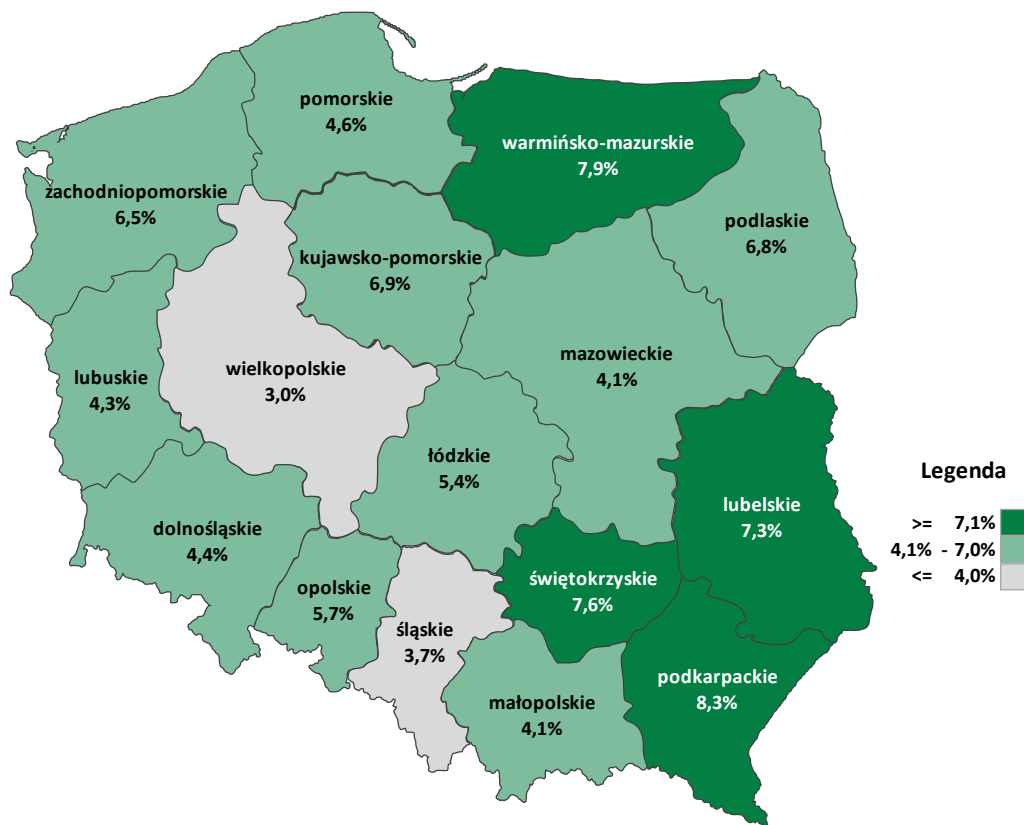 pomorskie
4,6%
warmińsko-mazurskie
7,9%
zachodniopomorskie
6,5%
podlaskie
6,8%
kujawsko-pomorskie
6,9%
mazowieckie
4,1%
wielkopolskie
3,0%
lubuskie
4,3%
łódzkie
5,4%
lubelskie
7,3%
dolnośląskie
4,4%
świętokrzyskie
7,6%
opolskie
5,7%
śląskie
3,7%
podkarpackie
8,3%
małopolskie
4,1%
Legenda
>= 7,1%
4,1% - 7,0%
<= 4,0%